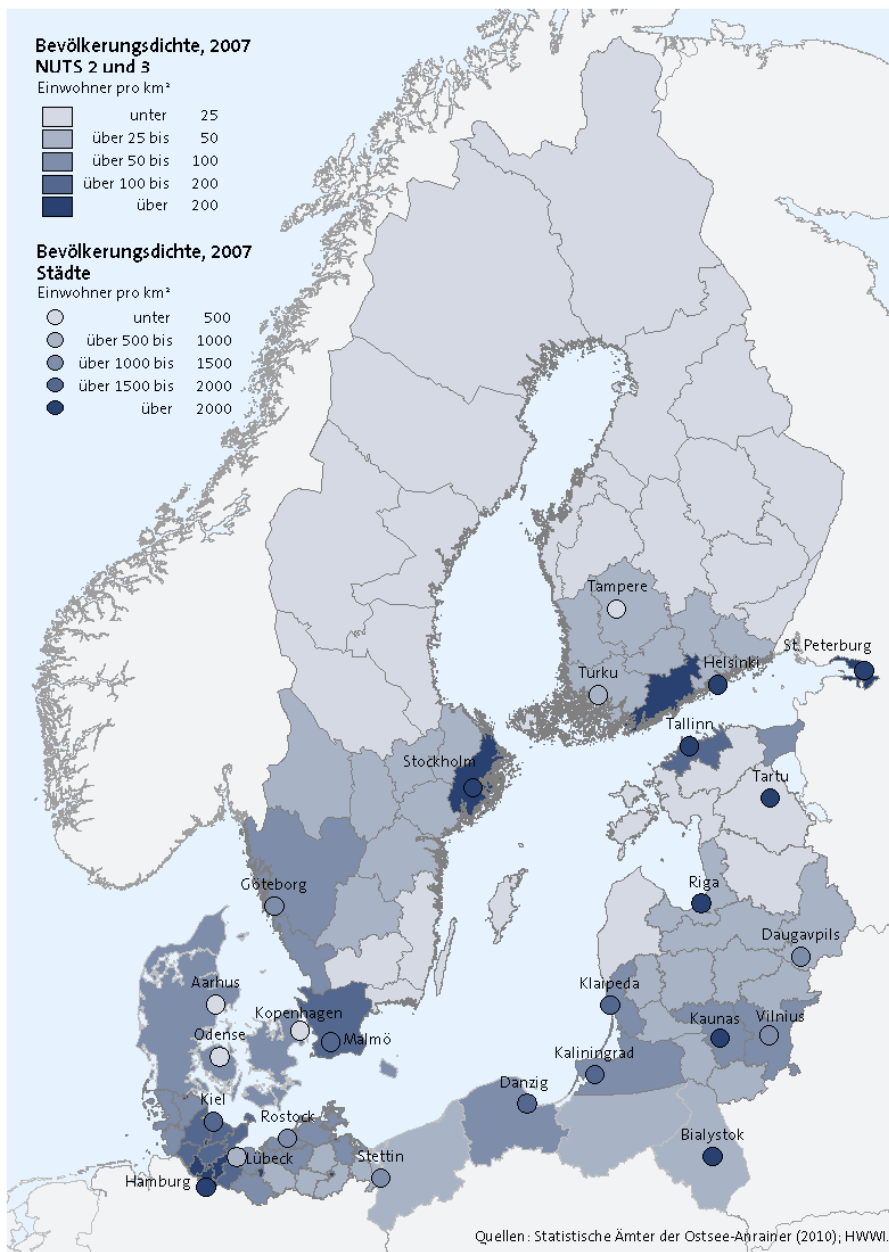 Bevölkerungsdichte, 2007
NUTS 2 und 3
Einwohner pro km²
unter 25
über 25 bis 50
über 50 bis 100
über 100 bis 200
über 200
Bevölkerungsdichte, 2007
Städte
Einwohner pro km²
unter 500
über 500 bis 1000
über 1000 bis 1500
über 1500 bis 2000
über 2000
Tampere
St. Peterburg
Helsinki
Turku
Tallinn
Stockholm
Tartu
Göteborg
Riga
Daugavpils
Aarhus
Klaipeda
Kopenhagen
Kaunas
Vilnius
Odense
Malmö
Kaliningrad
Danzig
Kiel
Rostock
Bialystok
Lübeck
Stettin
Hamburg
Quellen: Statistische Ämter der Ostsee-Anrainer (2010); HWWI.